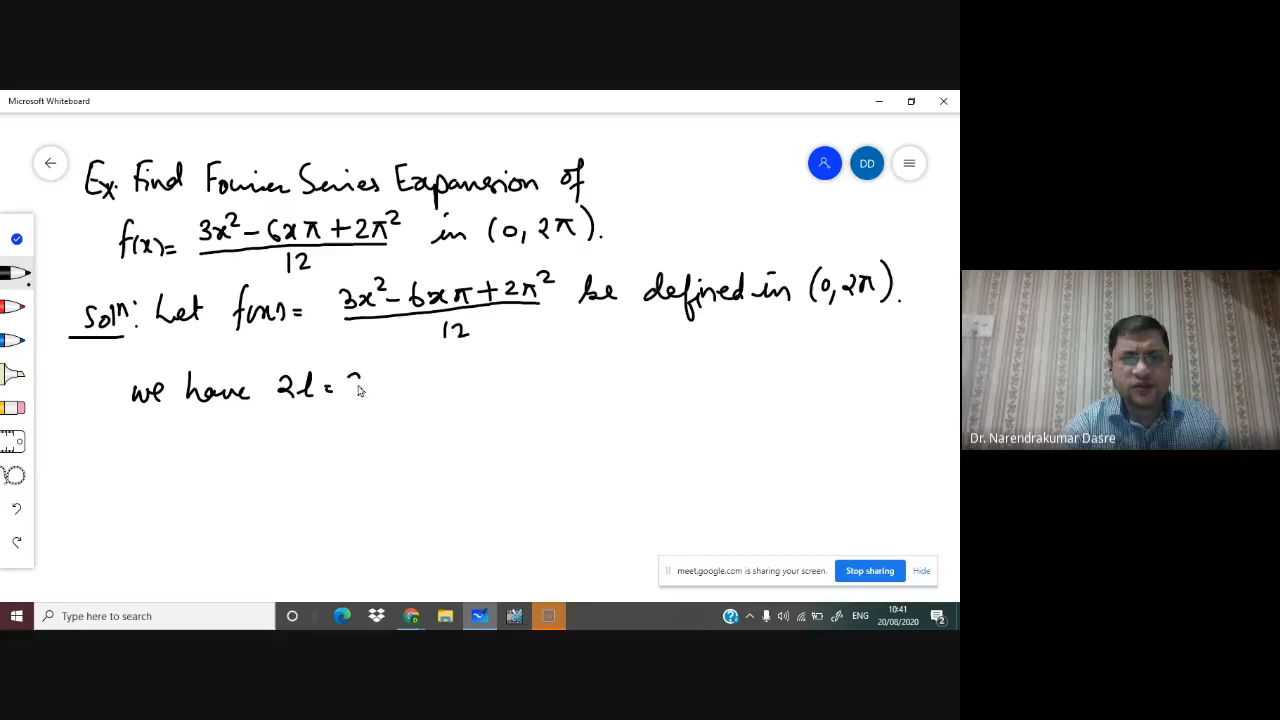 Microsoft Whiteboard
Ex. Find Fourier Series Expansion of
f(x)= 3x² - 6xπ + 2π² / 12 in (0, 2π).
Solⁿ: Let f(x)= 3x² - 6xπ + 2π² / 12 be defined in (0, 2π).
we have 2l =
DD
Dr. Narendrakumar Dasre
meet.google.com is sharing your screen. Stop sharing Hide
Type here to search
ENG
10:41
20/08/2020
2